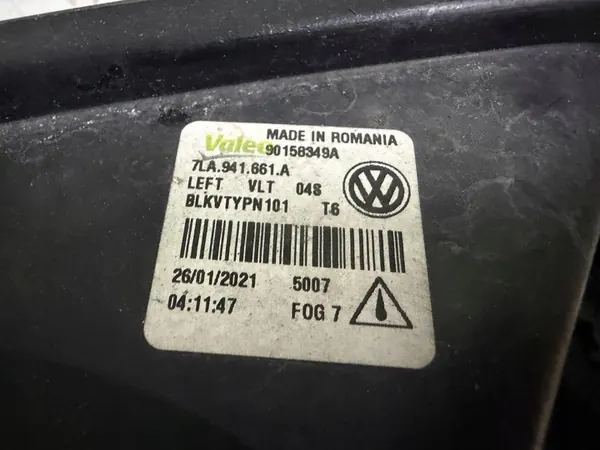 Valeo MADE IN ROMANIA
90158349A
7LA.941.661.A
LEFT VLT 048
BLKVTYPN101 T6
26/01/2021 5007
04:11:47 FOG 7